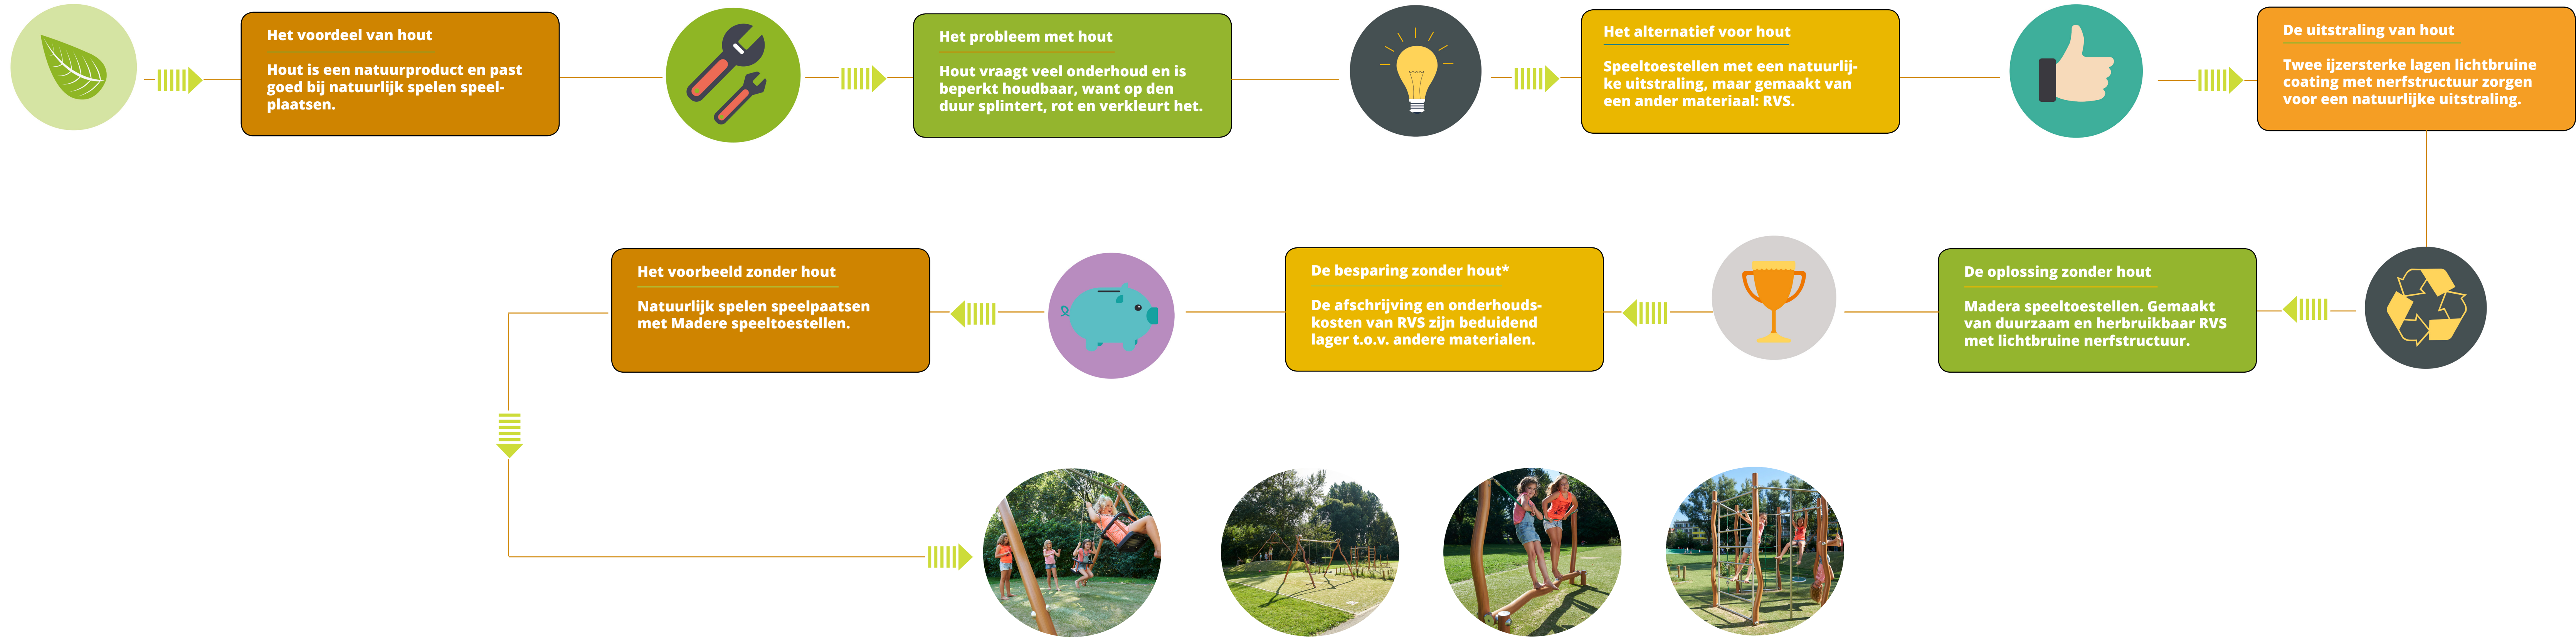 Het voordeel van hout
Hout is een natuurproduct en past
goed bij natuurlijk spelen speel-
plaatsen.
Het probleem met hout
Hout vraagt veel onderhoud en is
beperkt houdbaar, want op den
duur splintert, rot en verkleurt het.
Het alternatief voor hout
Speeltoestellen met een natuurlij-
ke uitstraling, maar gemaakt van
een ander materiaal: RVS.
De uitstraling van hout
Twee ijzersterke lagen lichtbruine
coating met nerfstructuur zorgen
voor een natuurlijke uitstraling.
De oplossing zonder hout
Madera speeltoestellen. Gemaakt
van duurzaam en herbruikbaar RVS
met lichtbruine nerfstructuur.
De besparing zonder hout*
De afschrijving en onderhouds-
kosten van RVS zijn beduidend
lager t.o.v. andere materialen.
Het voorbeeld zonder hout
Natuurlijk spelen speelpaatsen
met Madere speeltoestellen.